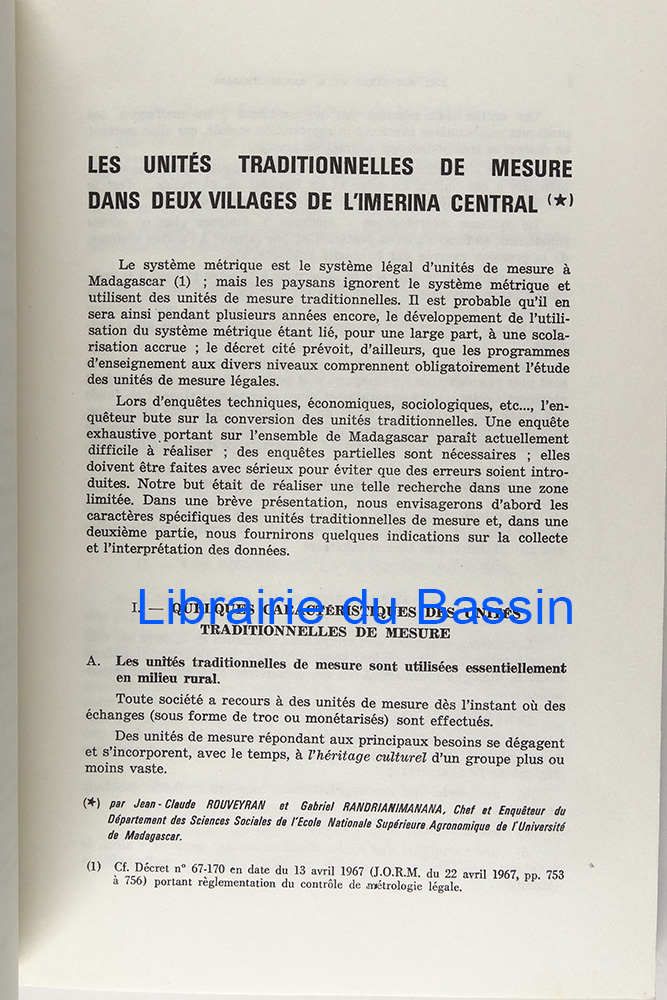 LES UNITÉS TRADITIONNELLES DE MESURE
DANS DEUX VILLAGES DE L'IMERINA CENTRAL (★)
Le système métrique est le système légal d'unités de mesure à
Madagascar (1) ; mais les paysans ignorent le système métrique et
utilisent des unités de mesure traditionnelles. Il est probable qu'il en
sera ainsi pendant plusieurs années encore, le développement de l'utili-
sation du système métrique étant lié, pour une large part, à une scola-
risation accrue ; le décret cité prévoit, d'ailleurs, que les programmes
d'enseignement aux divers niveaux comprennent obligatoirement l'étude
des unités de mesure légales.
Lors d'enquêtes techniques, économiques, sociologiques, etc..., l'en-
quêteur bute sur la conversion des unités traditionnelles. Une enquête
exhaustive portant sur l'ensemble de Madagascar paraît actuellement
difficile à réaliser ; des enquêtes partielles sont nécessaires ; elles
doivent être faites avec sérieux pour éviter que des erreurs soient intro-
duites. Notre but était de réaliser une telle recherche dans une zone
limitée. Dans une brève présentation, nous envisagerons d'abord les
caractères spécifiques des unités traditionnelles de mesure et, dans une
deuxième partie, nous fournirons quelques indications sur la collecte
et l'interprétation des données.
I. — QUELQUES CARACTÉRISTIQUES DES UNITÉS
Librairie du Bassin
TRADITIONNELLES DE MESURE
A. Les unités traditionnelles de mesure sont utilisées essentiellement
en milieu rural.
Toute société a recours à des unités de mesure dès l'instant où des
échanges (sous forme de troc ou monétarisés) sont effectués.
Des unités de mesure répondant aux principaux besoins se dégagent
et s'incorporent, avec le temps, à l'héritage culturel d'un groupe plus ou
moins vaste.
(★) par Jean-Claude ROUVEYRAN et Gabriel RANDRIANIMANANA, Chef et Enquêteur du
Département des Sciences Sociales de l'Ecole Nationale Supérieure Agronomique de l'Université
de Madagascar.
(1) Cf. Décret n° 67-170 en date du 13 avril 1967 (J.O.R.M. du 22 avril 1967, pp. 753
à 756) portant règlementation du contrôle de métrologie légale.